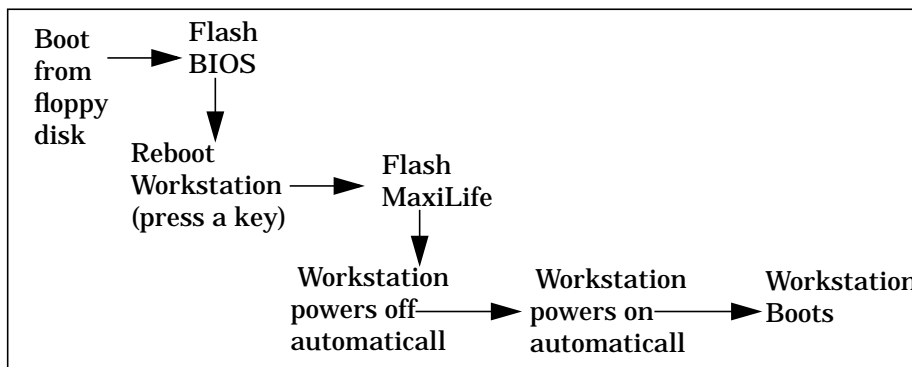 Boot
from
floppy
disk
Flash
BIOS
Reboot
Workstation
(press a key)
Flash
MaxiLife
Workstation
powers off
automaticall
Workstation
powers on
automaticall
Workstation
Boots